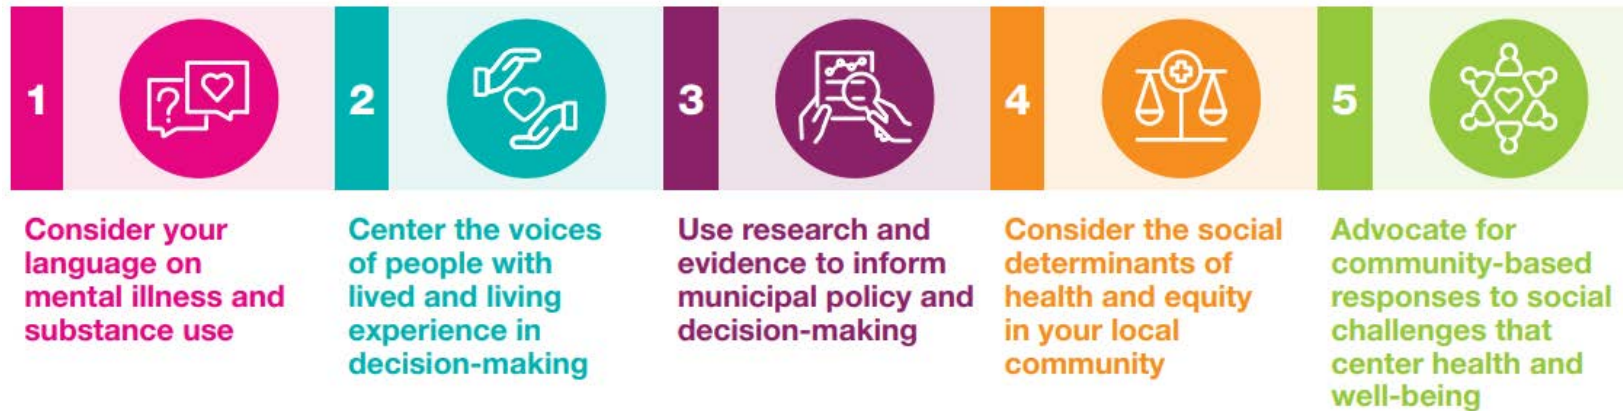 1
Consider your
language on
mental illness and
substance use
2
Center the voices
of people with
lived and living
experience in
decision-making
3
Use research and
evidence to inform
municipal policy and
decision-making
4
Consider the social
determinants of
health and equity
in your local
community
5
Advocate for
community-based
responses to social
challenges that
center health and
well-being